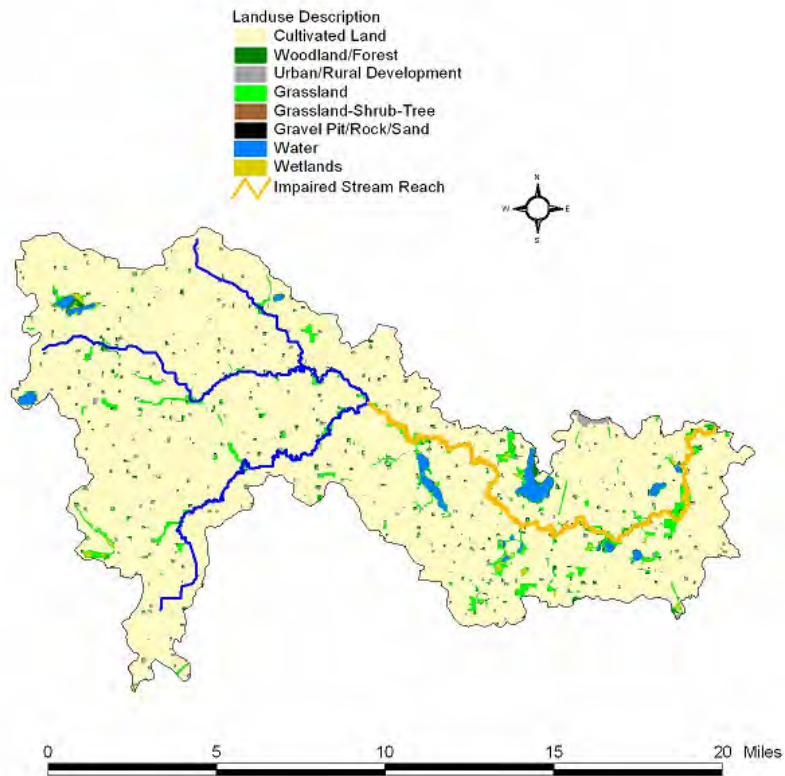 Landuse Description
Cultivated Land
Woodland/Forest
Urban/Rural Development
Grassland
Grassland-Shrub-Tree
Gravel Pit/Rock/Sand
Water
Wetlands
Impaired Stream Reach
N
W E
S
0 5 10 15 20 Miles